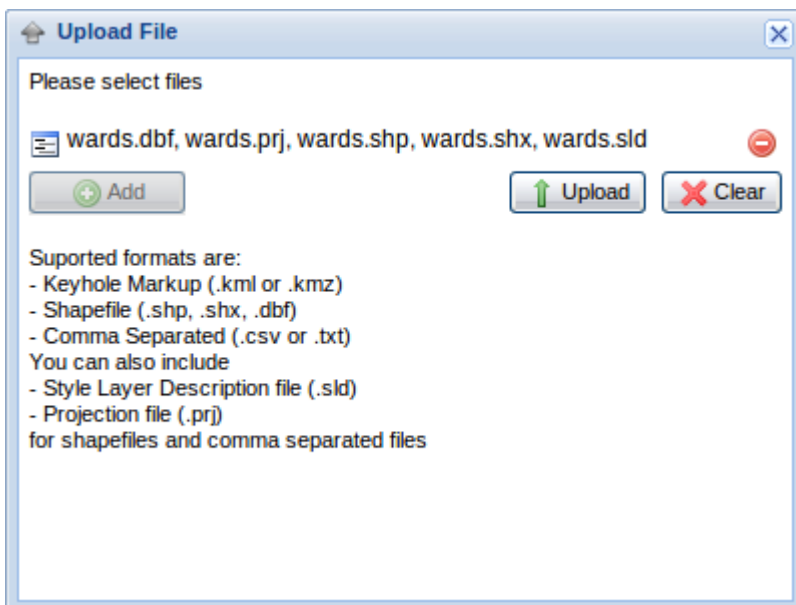 Upload File
Please select files
wards.dbf, wards.prj, wards.shp, wards.shx, wards.sld
Add Upload Clear
Suported formats are:
- Keyhole Markup (.kml or .kmz)
- Shapefile (.shp, .shx, .dbf)
- Comma Separated (.csv or .txt)
You can also include
- Style Layer Description file (.sld)
- Projection file (.prj)
for shapefiles and comma separated files